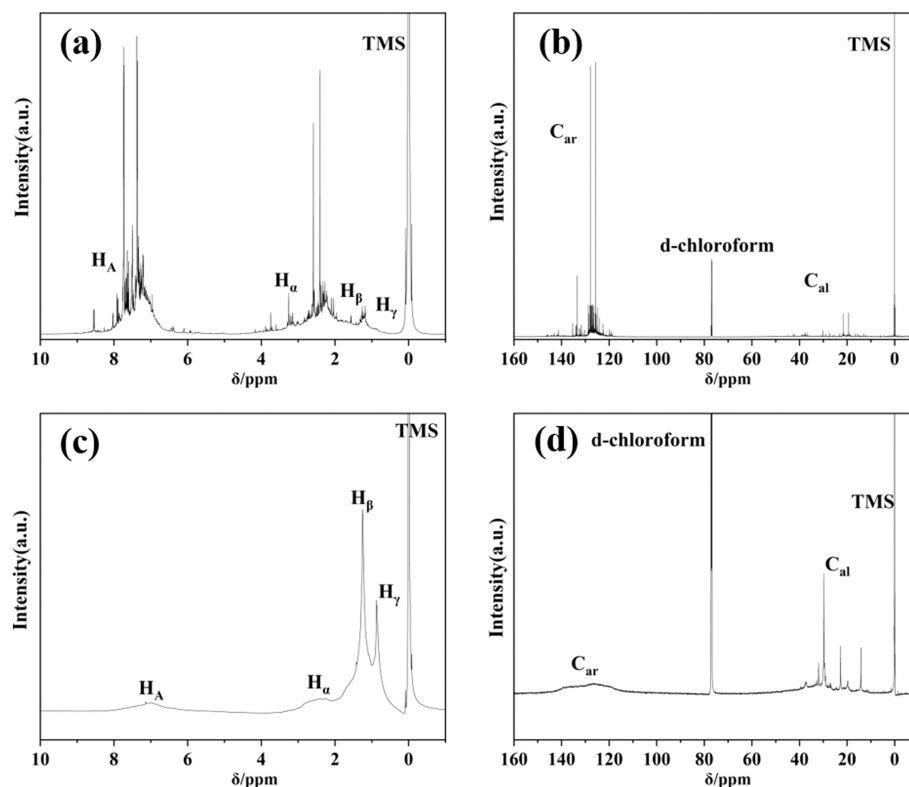 (a)
TMS
H_A
H_α
H_β
H_γ
Intensity(a.u.)
10 8 6 4 2 0
δ/ppm
(b)
TMS
C_ar
d-chloroform
C_al
Intensity(a.u.)
160 140 120 100 80 60 40 20 0
δ/ppm
(c)
TMS
H_β
H_γ
H_A
H_α
Intensity(a.u.)
10 8 6 4 2 0
δ/ppm
d-chloroform
(d)
TMS
C_al
C_ar
Intensity(a.u.)
160 140 120 100 80 60 40 20 0
δ/ppm